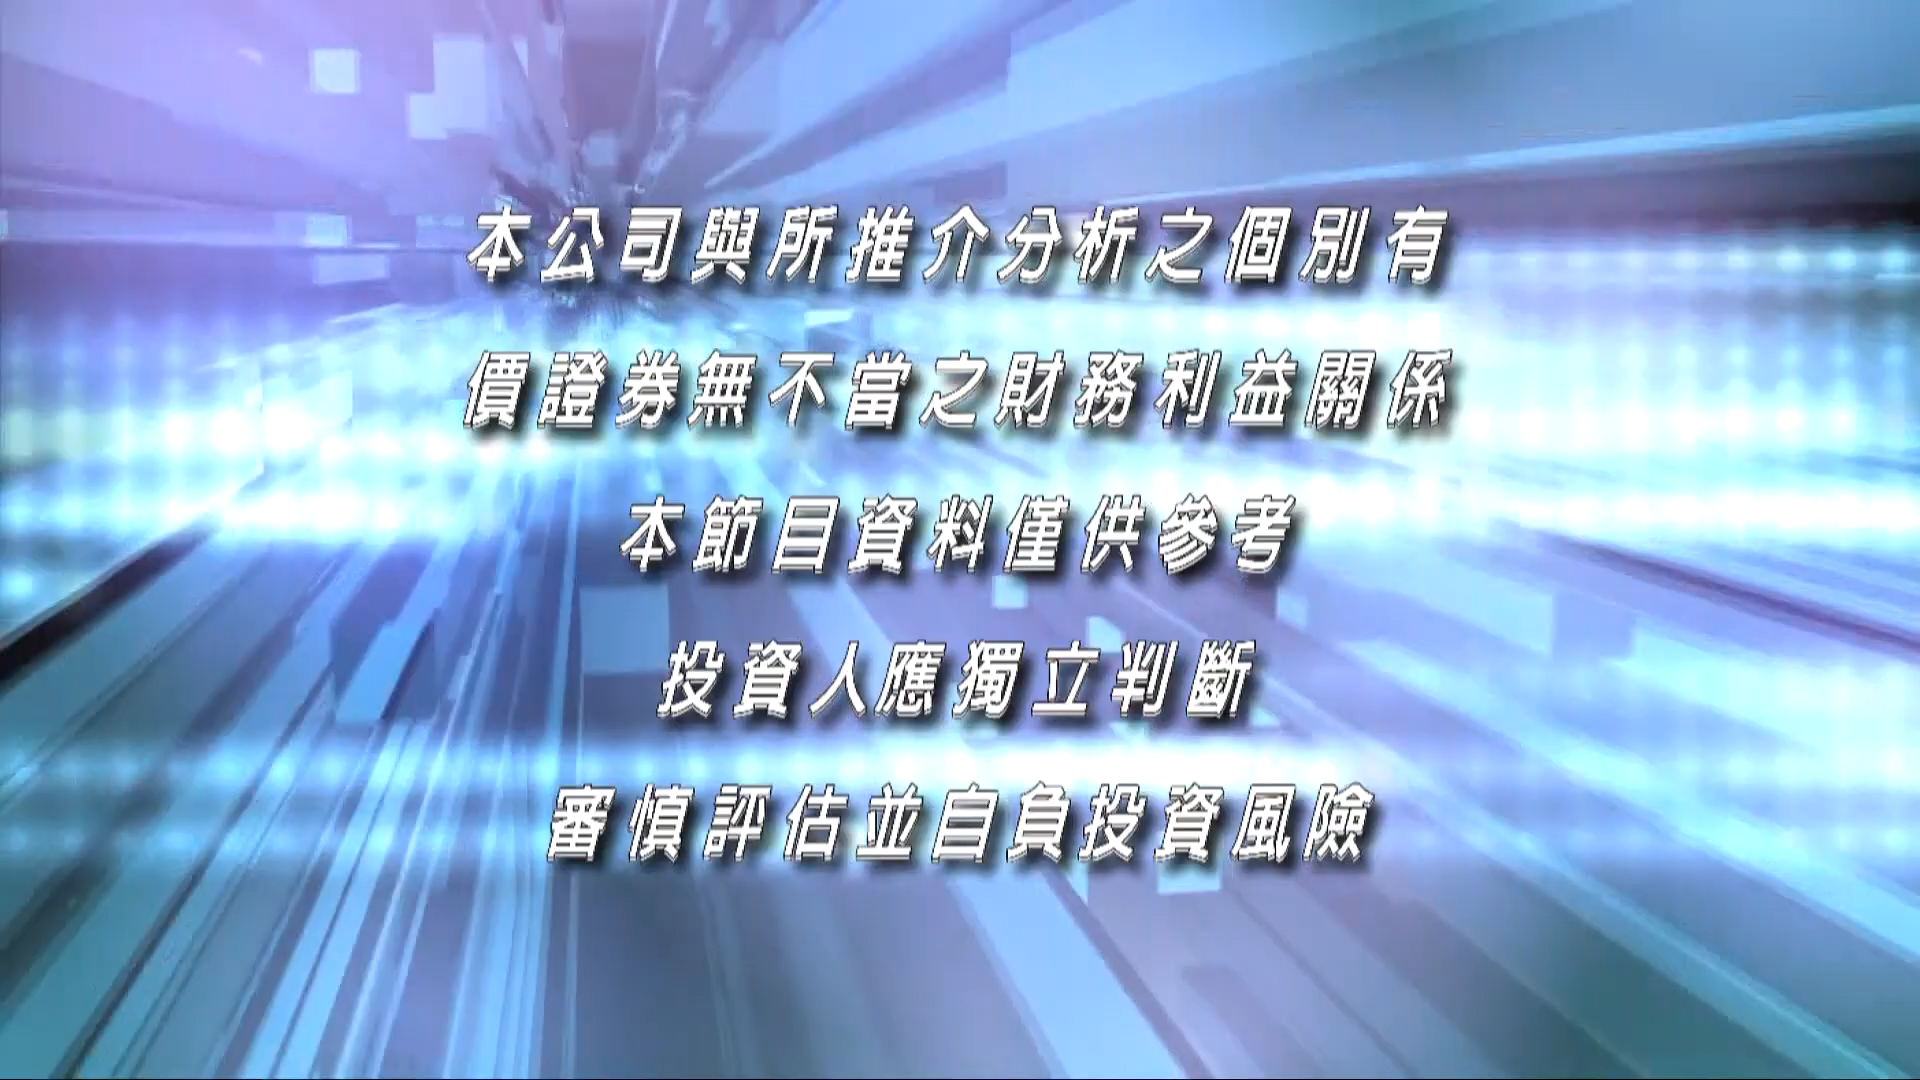 本公司與所推介分析之個別有
價證券無不當之財務利益關係
本節目資料僅供參考
投資人應獨立判斷
審慎評估並自負投資風險